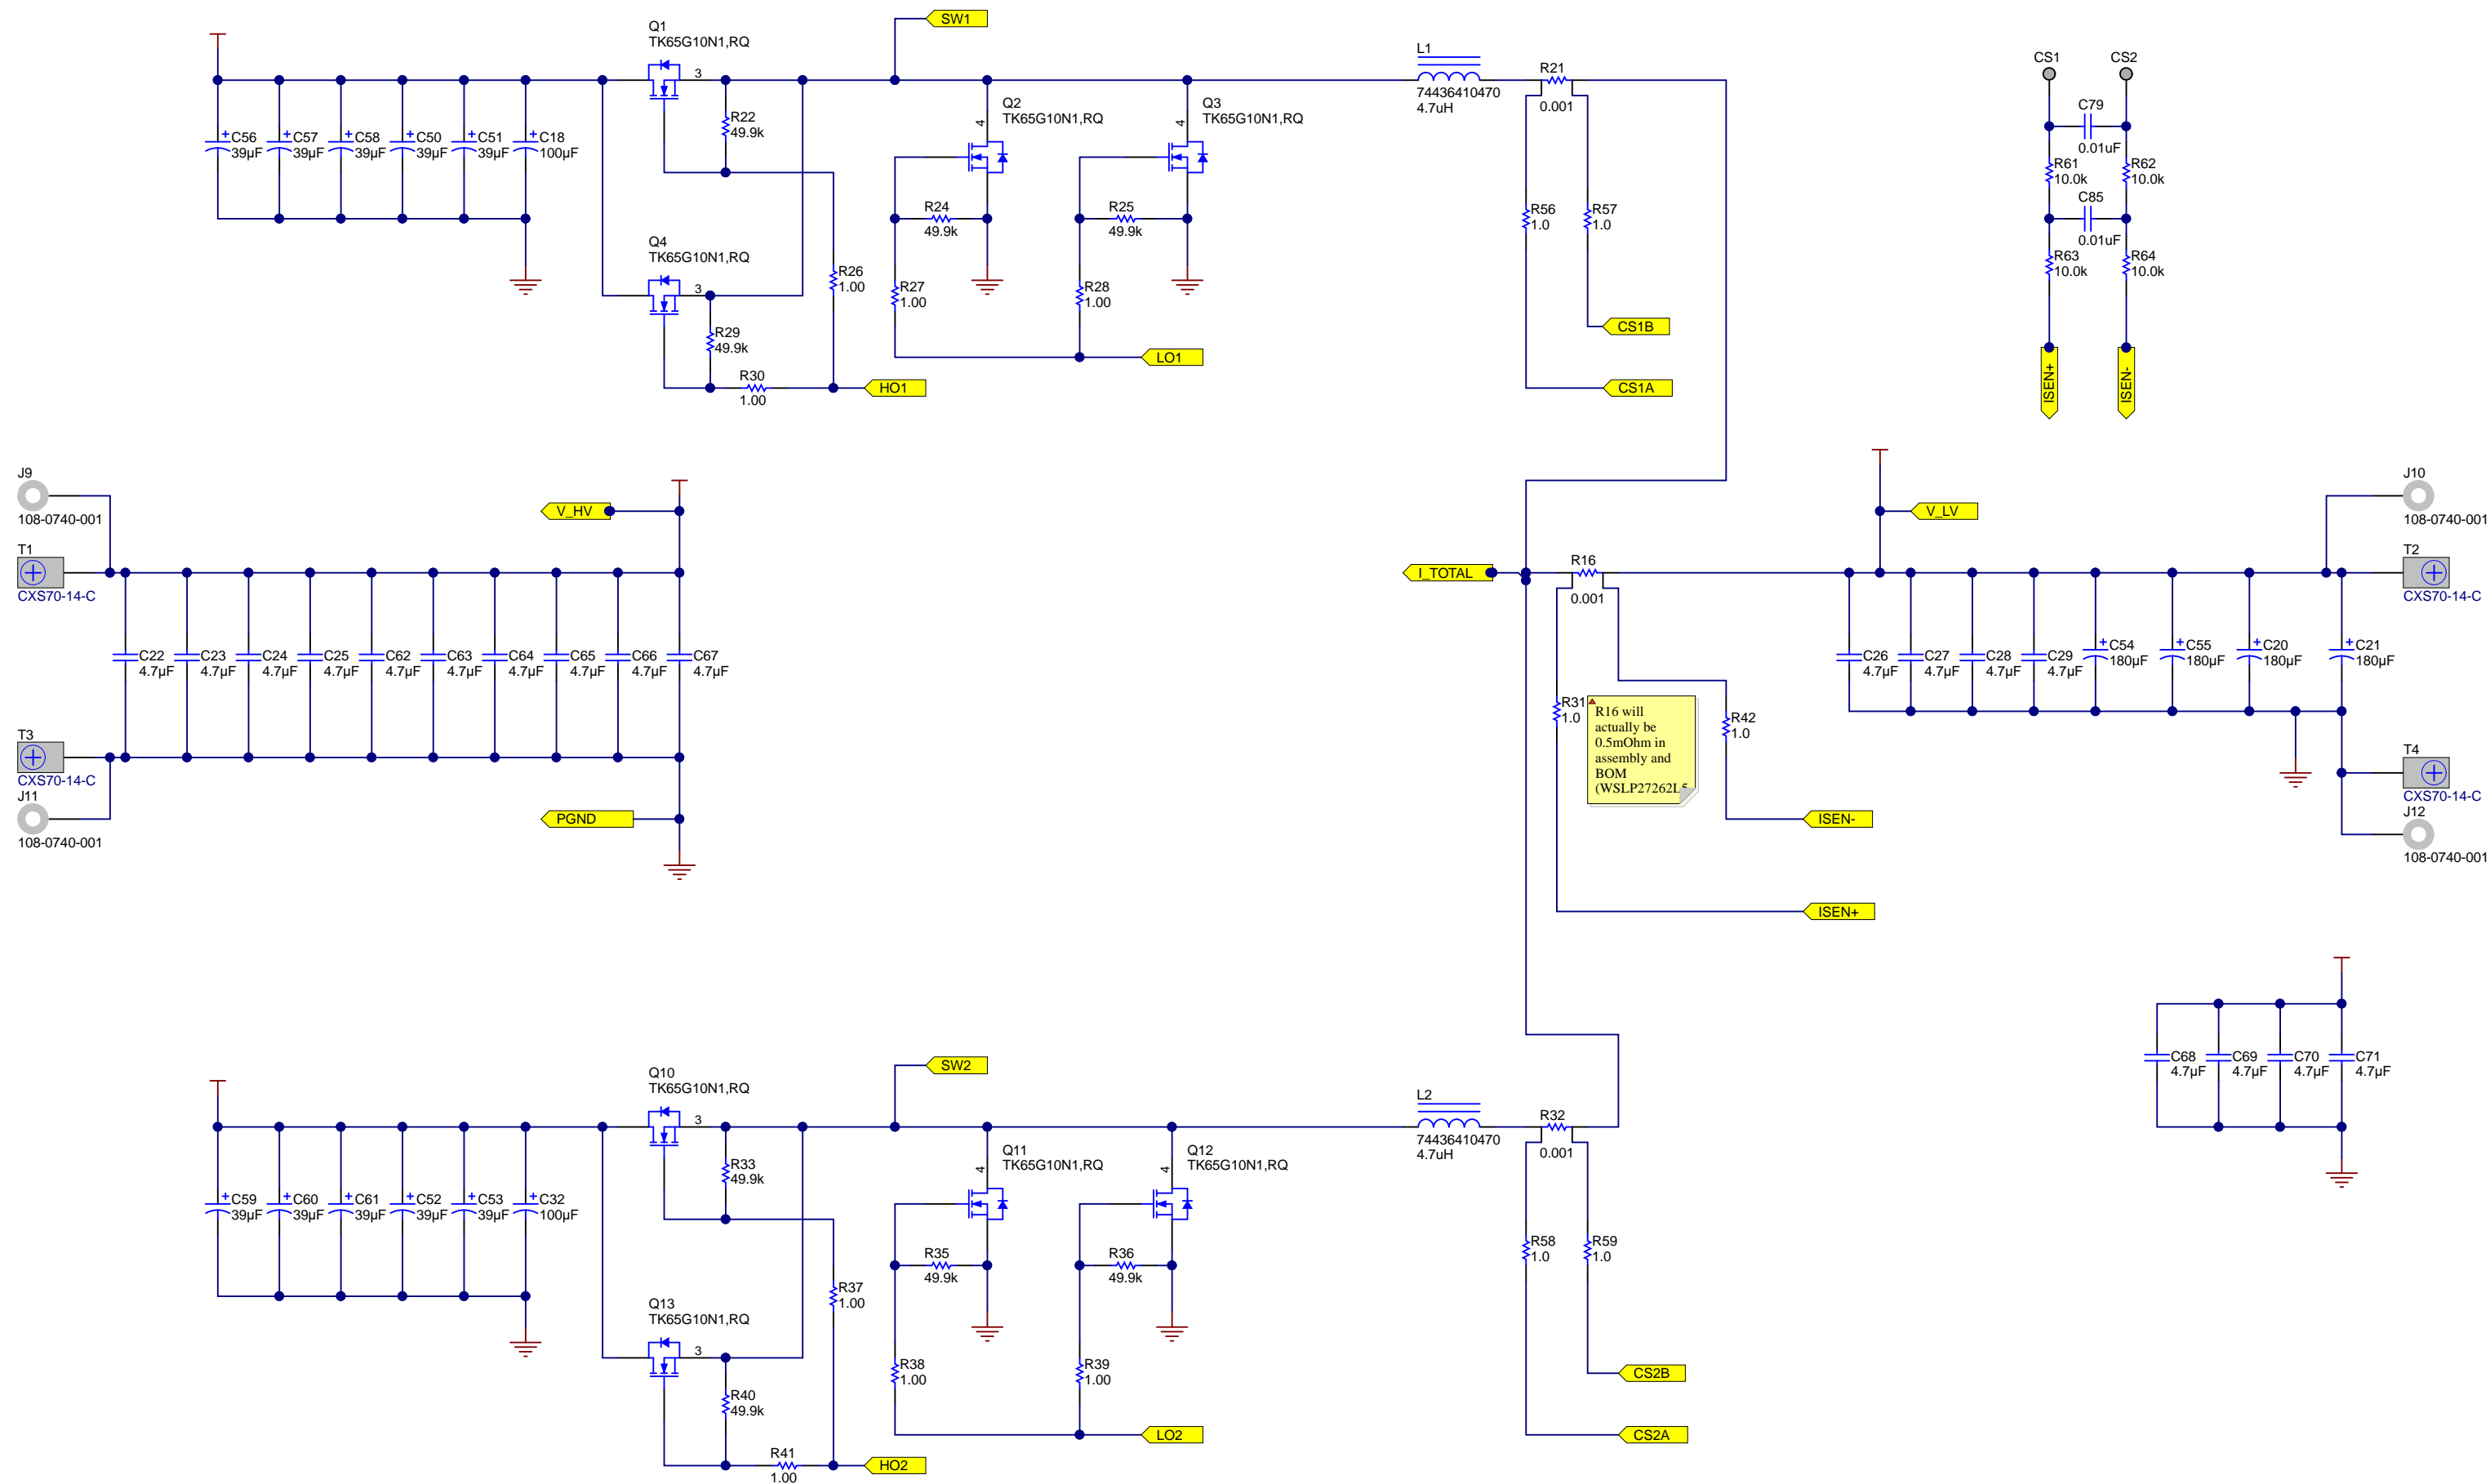 SW1
Q1
TK65G10N1,RQ
3
C56
39µF
C57
39µF
C58
39µF
C50
39µF
C51
39µF
C18
100µF
R22
49.9k
Q4
TK65G10N1,RQ
3
R29
49.9k
R30
1.00
R26
1.00
HO1
Q2
TK65G10N1,RQ
4
Q3
TK65G10N1,RQ
4
R24
49.9k
R25
49.9k
R27
1.00
R28
1.00
LO1
L1
74436410470
4.7uH
R21
0.001
R56
1.0
R57
1.0
CS1B
CS1A
CS1
CS2
C79
0.01uF
R61
10.0k
R62
10.0k
C85
0.01uF
R63
10.0k
R64
10.0k
ISEN+
ISEN-
J9
108-0740-001
T1
CXS70-14-C
V_HV
C22
4.7µF
C23
4.7µF
C24
4.7µF
C25
4.7µF
C62
4.7µF
C63
4.7µF
C64
4.7µF
C65
4.7µF
C66
4.7µF
C67
4.7µF
T3
CXS70-14-C
J11
108-0740-001
PGND
I_TOTAL
R16
0.001
R31
1.0
R16 will
actually be
0.5mOhm in
assembly and
BOM
(WSLP27262L5
R42
1.0
ISEN-
ISEN+
V_LV
J10
108-0740-001
T2
CXS70-14-C
C26
4.7µF
C27
4.7µF
C28
4.7µF
C29
4.7µF
C54
180µF
C55
180µF
C20
180µF
C21
180µF
T4
CXS70-14-C
J12
108-0740-001
C68
4.7µF
C69
4.7µF
C70
4.7µF
C71
4.7µF
SW2
Q10
TK65G10N1,RQ
3
C59
39µF
C60
39µF
C61
39µF
C52
39µF
C53
39µF
C32
100µF
R33
49.9k
Q13
TK65G10N1,RQ
3
R40
49.9k
R41
1.00
R37
1.00
HO2
Q11
TK65G10N1,RQ
4
Q12
TK65G10N1,RQ
4
R35
49.9k
R36
49.9k
R38
1.00
R39
1.00
LO2
L2
74436410470
4.7uH
R32
0.001
R58
1.0
R59
1.0
CS2B
CS2A